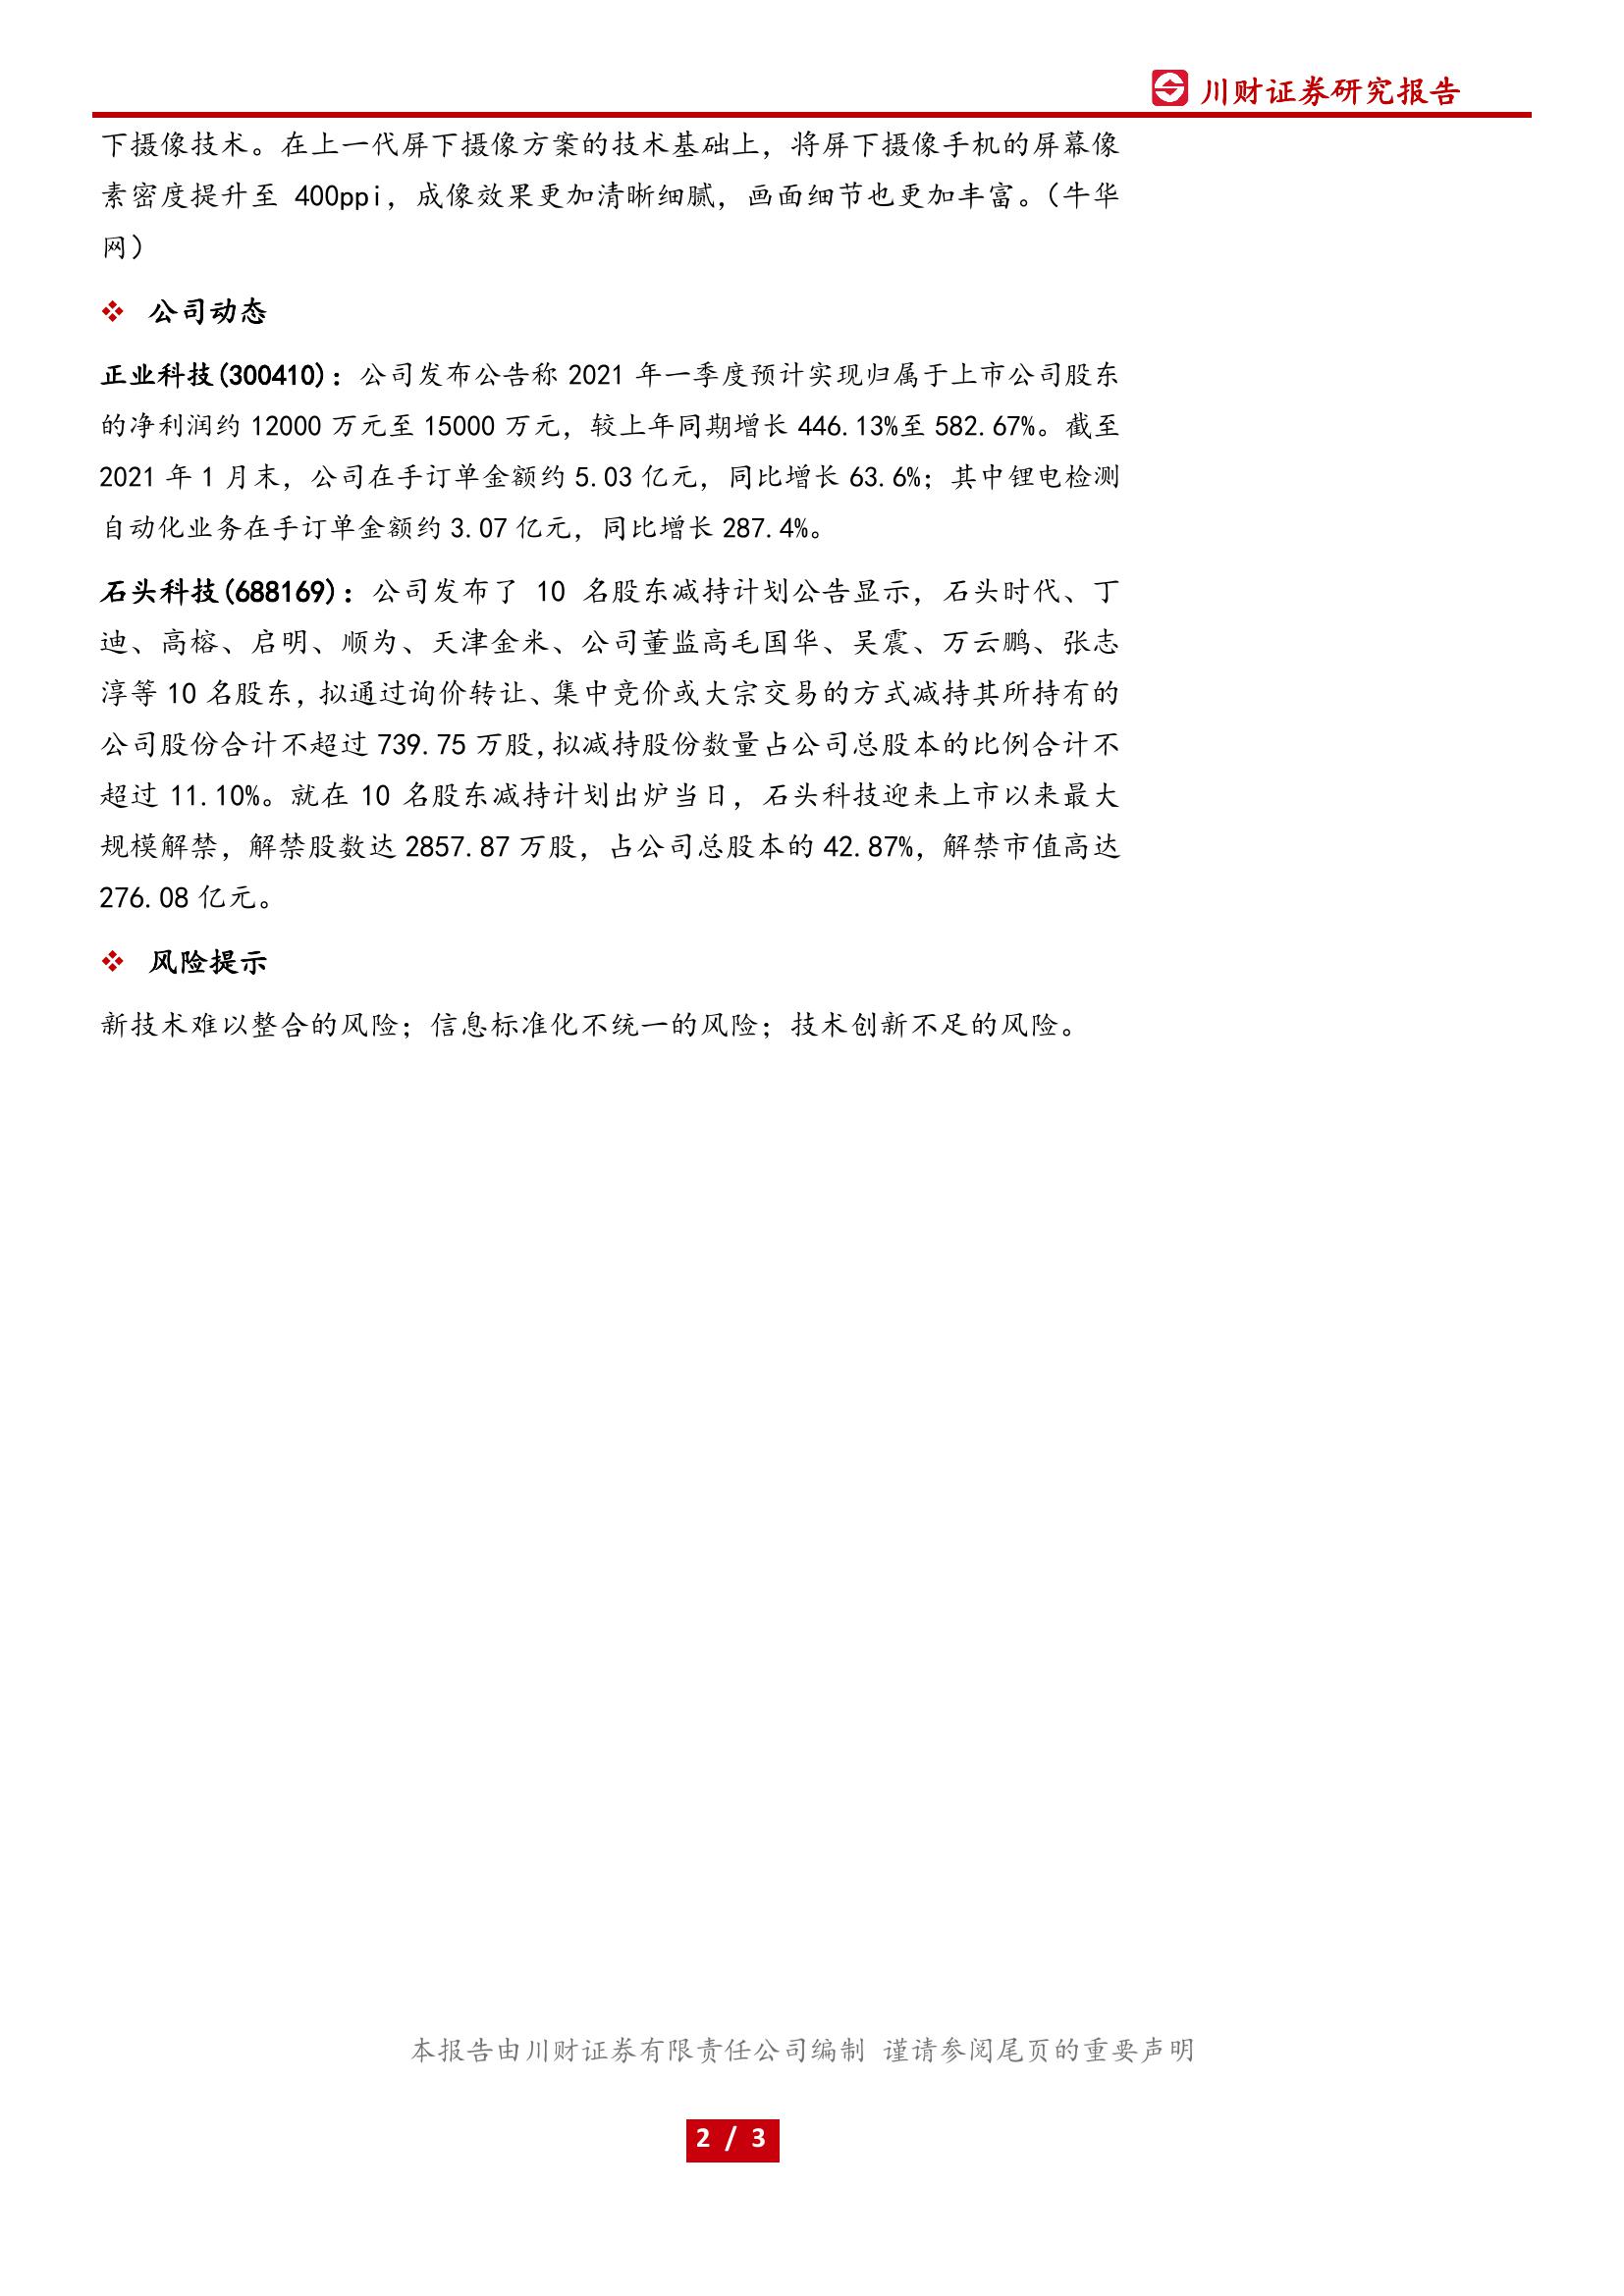 川财证券研究报告
下摄像技术。在上一代屏下摄像方案的技术基础上，将屏下摄像手机的屏幕像
素密度提升至 400ppi，成像效果更加清晰细腻，画面细节也更加丰富。（牛华
网）
公司动态
正业科技(300410)：公司发布公告称 2021 年一季度预计实现归属于上市公司股东
的净利润约 12000 万元至 15000 万元，较上年同期增长 446.13%至 582.67%。截至
2021 年 1 月末，公司在手订单金额约 5.03 亿元，同比增长 63.6%；其中锂电检测
自动化业务在手订单金额约 3.07 亿元，同比增长 287.4%。
石头科技(688169)：公司发布了 10 名股东减持计划公告显示，石头时代、丁
迪、高榕、启明、顺为、天津金米、公司董监高毛国华、吴震、万云鹏、张志
淳等 10 名股东，拟通过询价转让、集中竞价或大宗交易的方式减持其所持有的
公司股份合计不超过 739.75 万股，拟减持股份数量占公司总股本的比例合计不
超过 11.10%。就在 10 名股东减持计划出炉当日，石头科技迎来上市以来最大
规模解禁，解禁股数达 2857.87 万股，占公司总股本的 42.87%，解禁市值高达
276.08 亿元。
风险提示
新技术难以整合的风险；信息标准化不统一的风险；技术创新不足的风险。
本报告由川财证券有限责任公司编制 谨请参阅尾页的重要声明
2 / 3